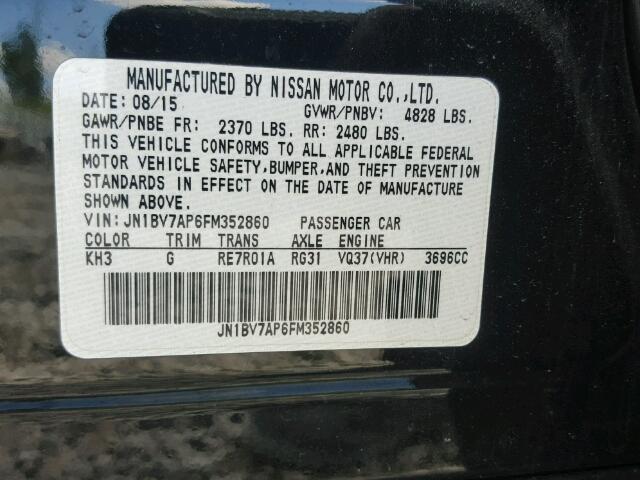 MANUFACTURED BY NISSAN MOTOR CO.,LTD.
DATE: 08/15 GVWR/PNBV: 4828 LBS.
GAWR/PNBE FR: 2370 LBS. RR: 2480 LBS.
THIS VEHICLE CONFORMS TO ALL APPLICABLE FEDERAL
MOTOR VEHICLE SAFETY, BUMPER, AND THEFT PREVENTION
STANDARDS IN EFFECT ON THE DATE OF MANUFACTURE
SHOWN ABOVE.
VIN: JN1BV7AP6FM352860 PASSENGER CAR
COLOR TRIM TRANS AXLE ENGINE
KH3 G RE7R01A RG31 VQ37(VHR) 3696CC
JN1BV7AP6FM352860